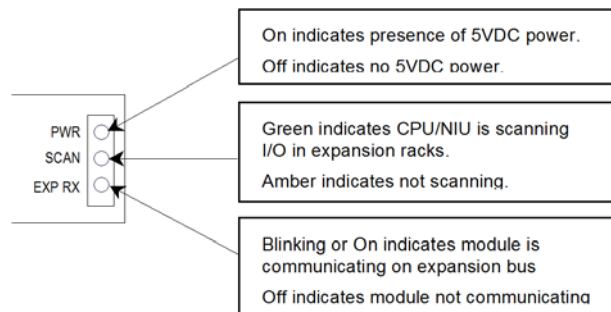 On indicates presence of 5VDC power.
Off indicates no 5VDC power.
PWR
SCAN
EXP RX
Green indicates CPU/NIU is scanning
I/O in expansion racks.
Amber indicates not scanning.
Blinking or On indicates module is
communicating on expansion bus
Off indicates module not communicating